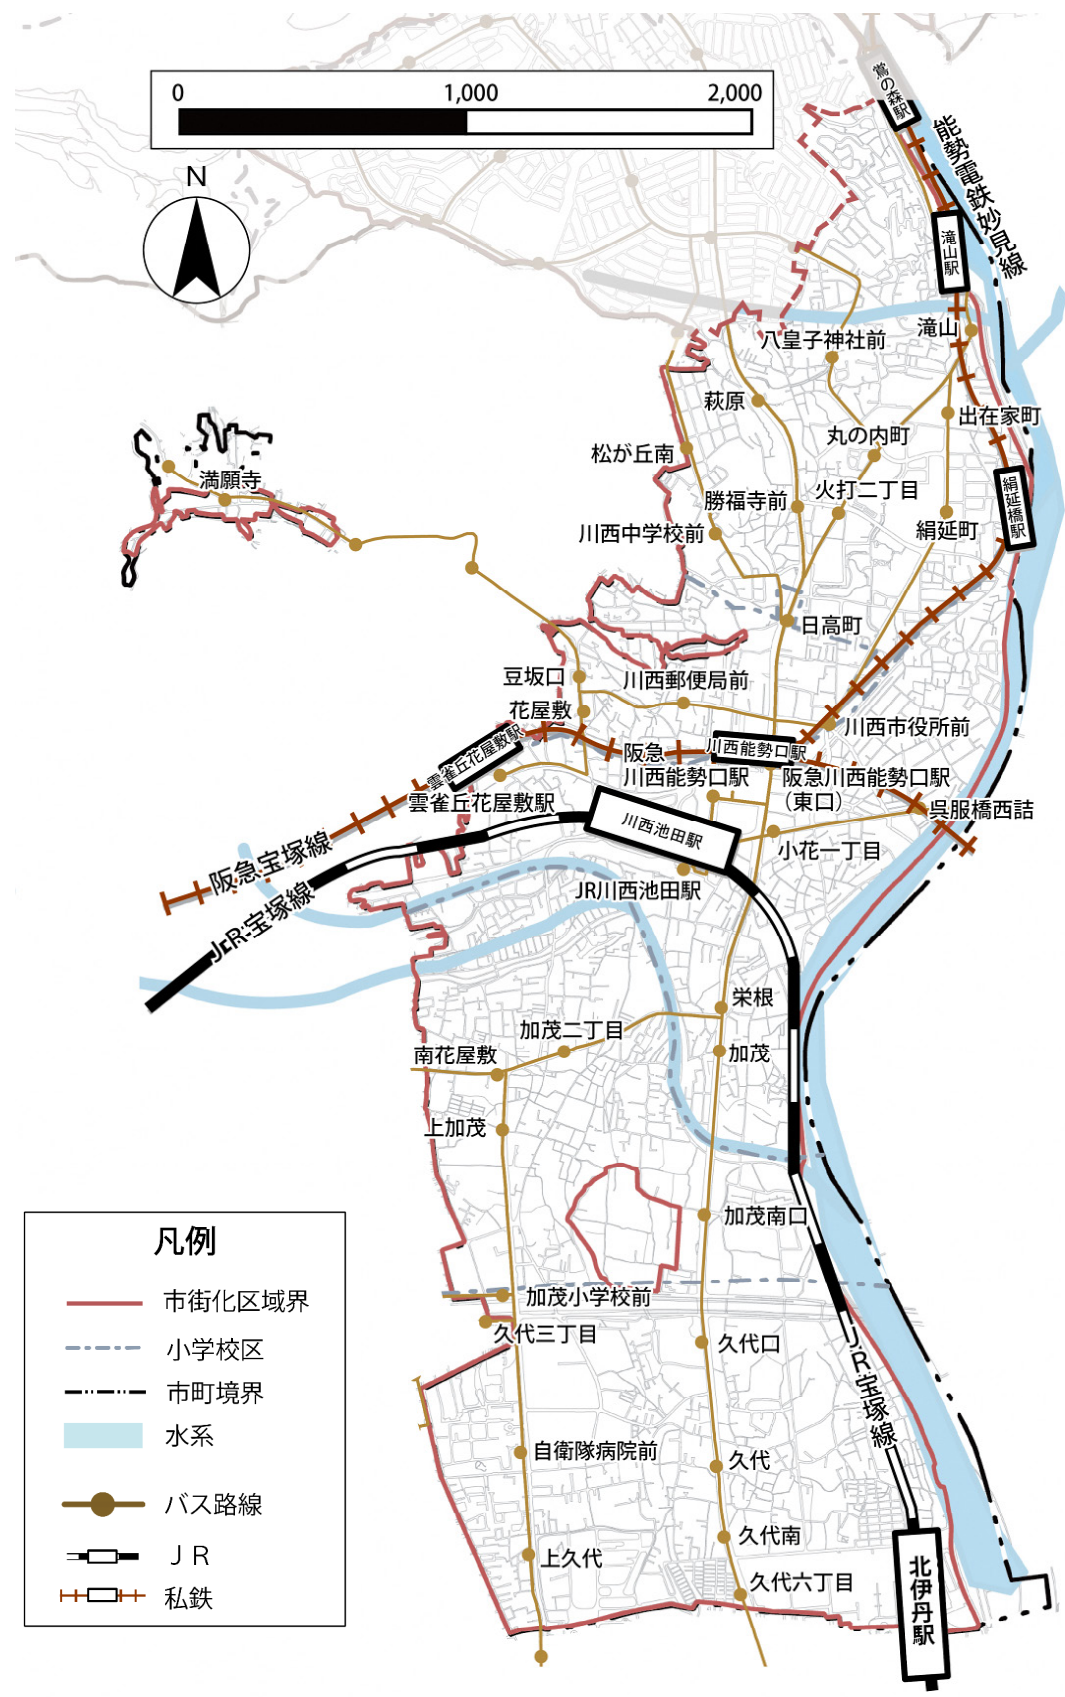 0 1,000 2,000
N
鴬の森駅
能勢電鉄妙見線
滝山駅
滝山
八皇子神社前
萩原
出在家町
丸の内町
松が丘南
満願寺
火打二丁目
勝福寺前
絹延橋駅
絹延町
川西中学校前
日高町
豆坂口
川西郵便局前
花屋敷
川西市役所前
雲雀丘花屋敷駅
阪急
川西能勢口駅
川西能勢口駅
阪急川西能勢口駅
(東口)
雲雀丘花屋敷駅
呉服橋西詰
川西池田駅
小花一丁目
阪急宝塚線
JR川西池田駅
JR宝塚線
栄根
加茂二丁目
加茂
南花屋敷
上加茂
加茂南口
加茂小学校前
久代三丁目
久代口
JR宝塚線
自衛隊病院前
久代
久代南
上久代
久代六丁目
北伊丹駅
凡例
市街化区域界
小学校区
市町境界
水系
バス路線
JR
私鉄